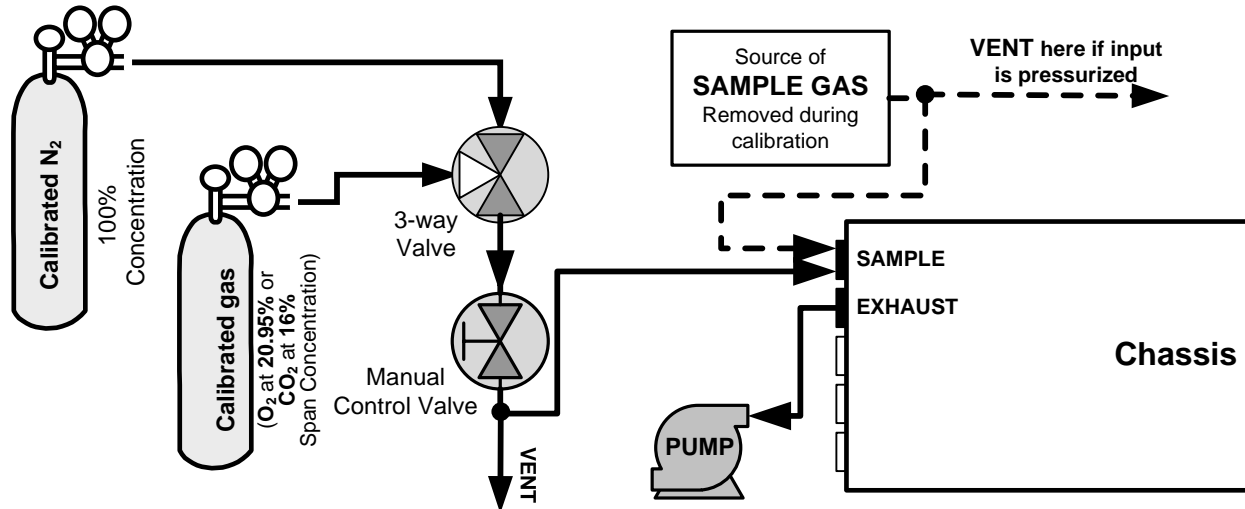 Calibrated N₂
100%
Concentration
Calibrated gas
(O₂ at 20.95% or
CO₂ at 16%
Span Concentration)
3-way
Valve
Manual
Control Valve
VENT
Source of
SAMPLE GAS
Removed during
calibration
VENT here if input
is pressurized
SAMPLE
EXHAUST
Chassis
PUMP